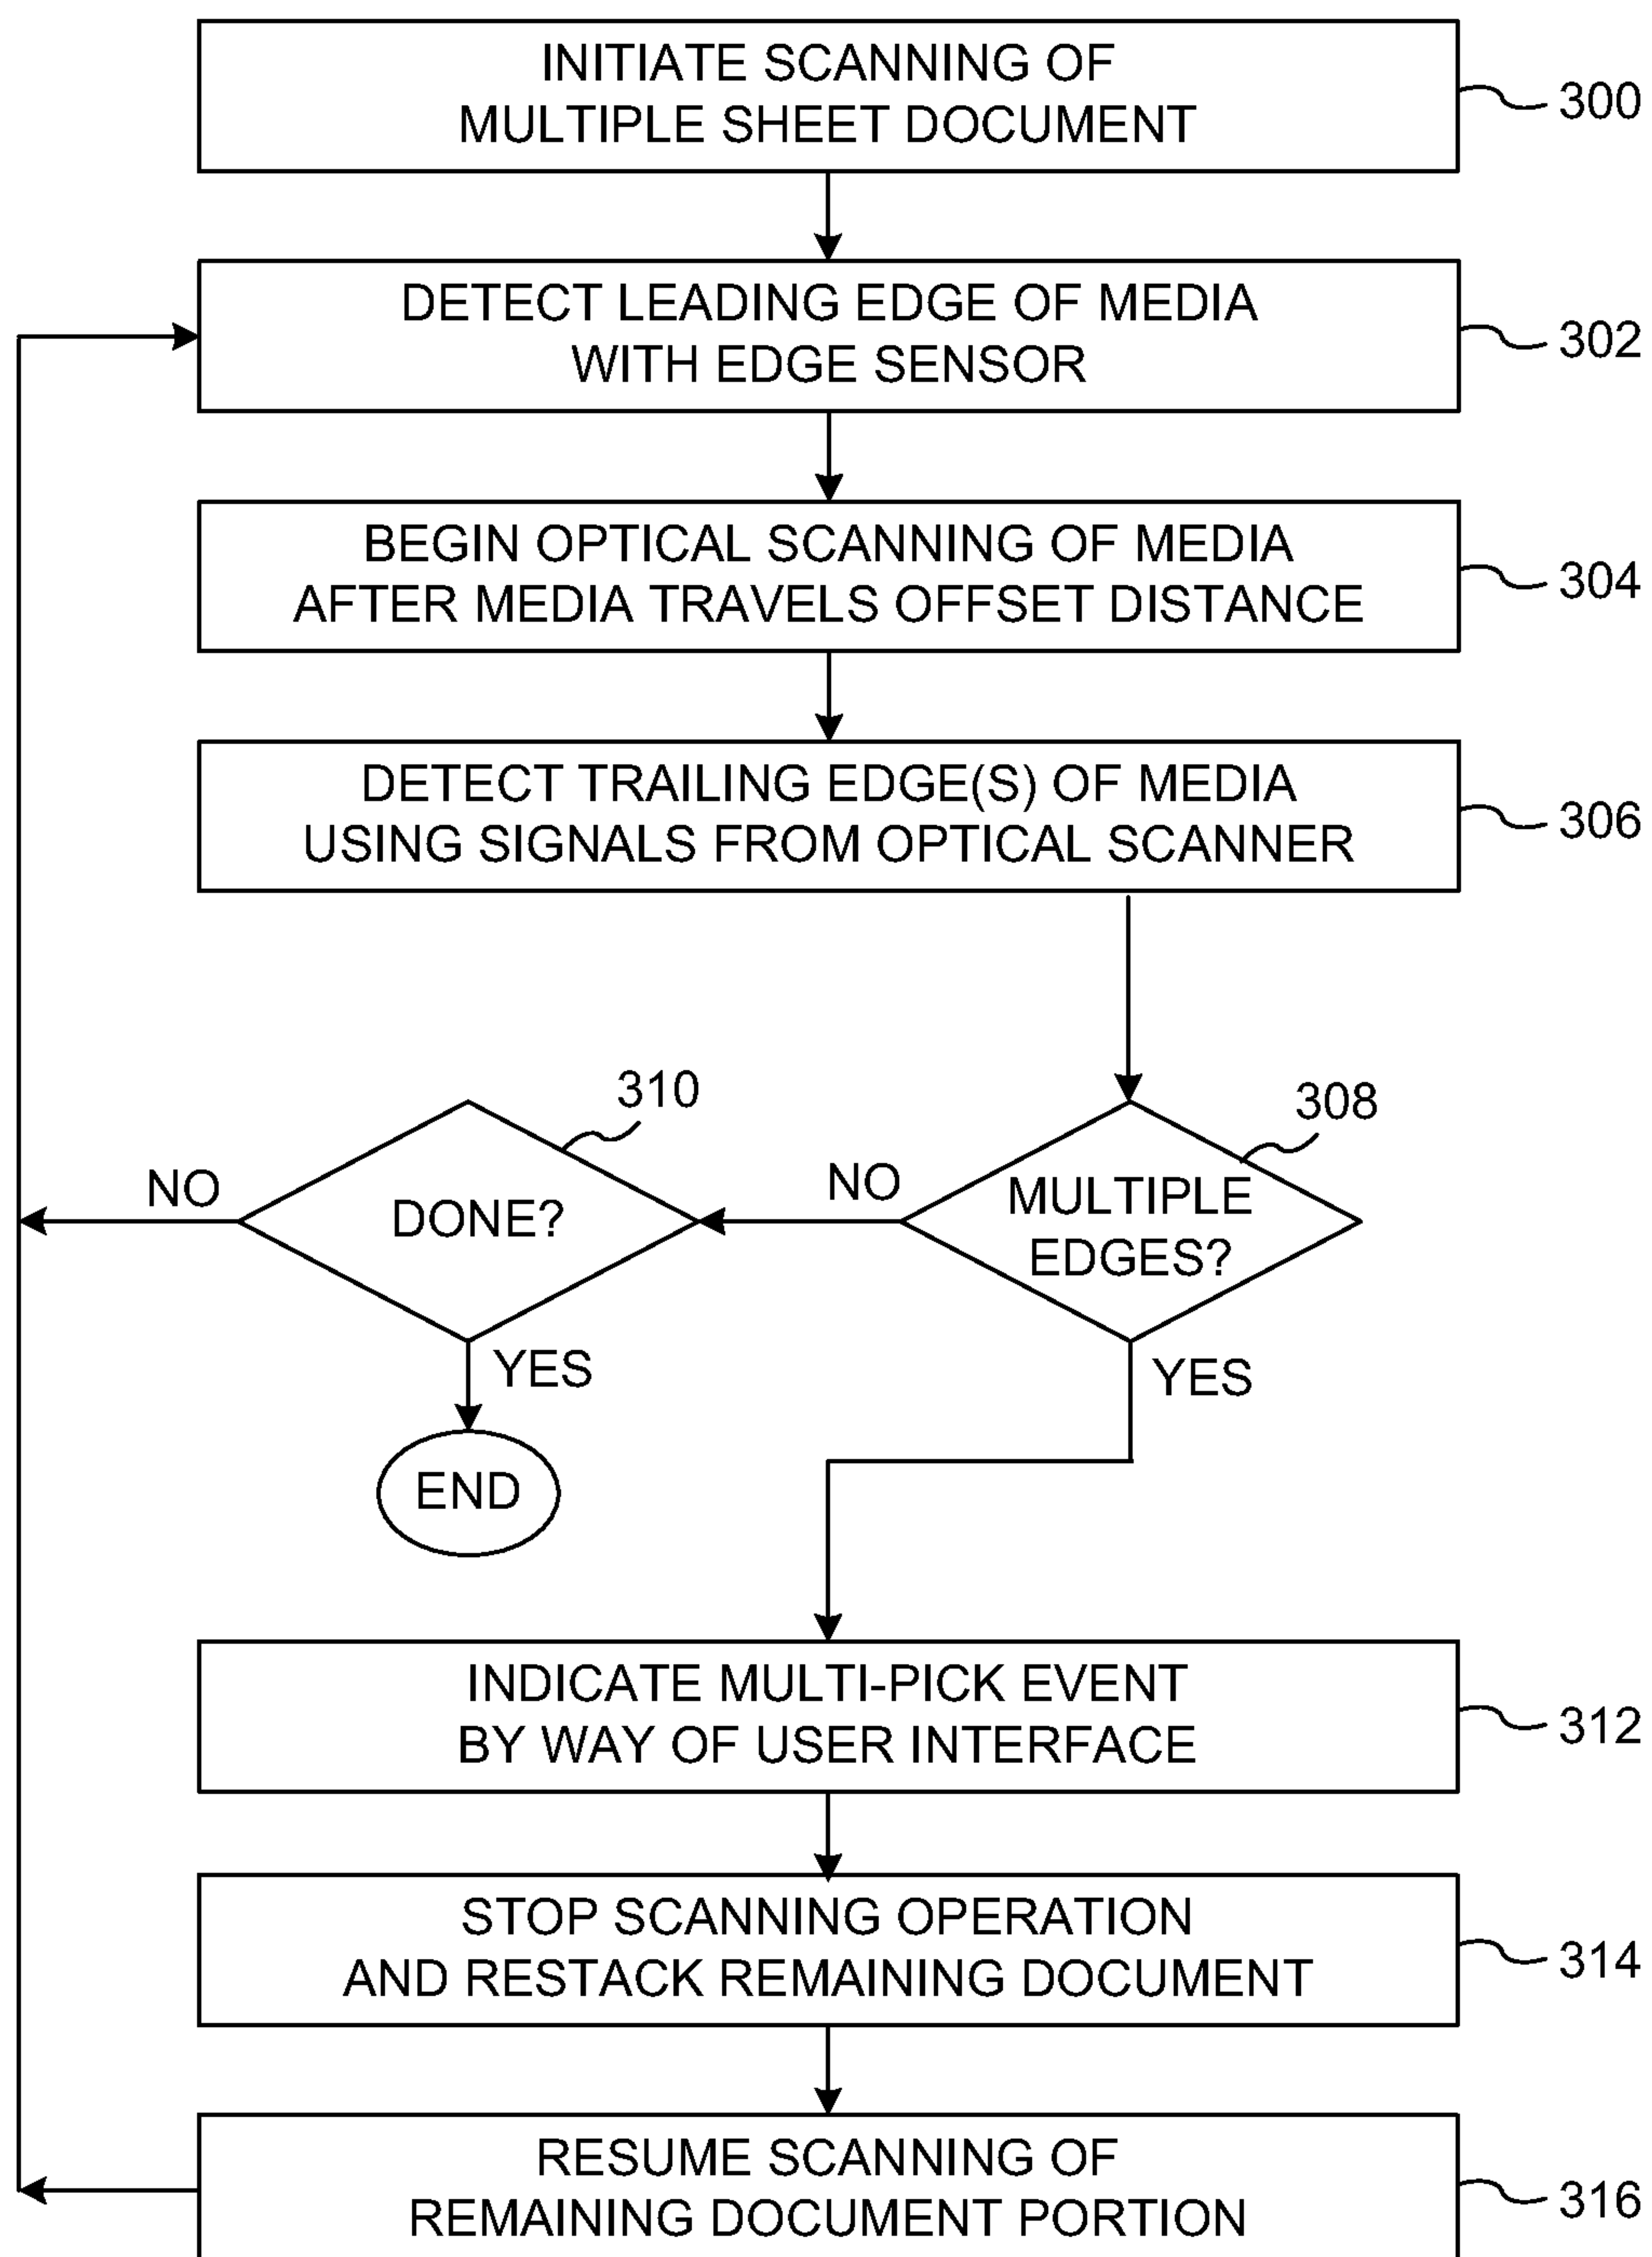 INITIATE SCANNING OF
MULTIPLE SHEET DOCUMENT
300
DETECT LEADING EDGE OF MEDIA
WITH EDGE SENSOR
302
BEGIN OPTICAL SCANNING OF MEDIA
AFTER MEDIA TRAVELS OFFSET DISTANCE
304
DETECT TRAILING EDGE(S) OF MEDIA
USING SIGNALS FROM OPTICAL SCANNER
306
310
308
NO
DONE?
NO
MULTIPLE
EDGES?
YES
YES
END
INDICATE MULTI-PICK EVENT
BY WAY OF USER INTERFACE
312
STOP SCANNING OPERATION
AND RESTACK REMAINING DOCUMENT
314
RESUME SCANNING OF
REMAINING DOCUMENT PORTION
316